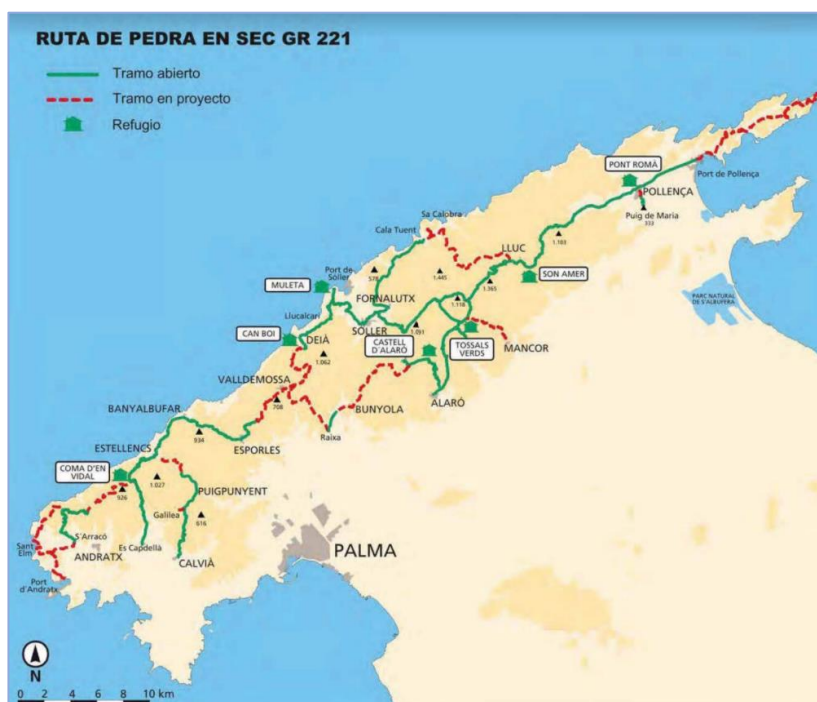 RUTA DE PEDRA EN SEC GR 221
Tramo abierto
Tramo en proyecto
Refugio
PONT ROMÀ
Port de Pollença
POLLENÇA
Puig de Maria
333
Sa Calobra
Cala Tuent
LLUC
1.103
SON AMER
1.445
578
1.365
Port de
Sóller
MULETA
FORNALUTX
1.118
PARC NATURAL
DE S'ALBUFERA
Llucalcari
SÓLLER
1.091
CAN BOI
DEIÀ
CASTELL
D'ALARÓ
TOSSALS
VERDS
MANCOR
1.062
VALLDEMOSSA
708
BUNYOLA
ALARÓ
BANYALBUFAR
934
Raixa
ESTELLENCS
ESPORLES
COMA D'EN
VIDAL
926
1.027
PUIGPUNYENT
Galilea
616
S'Arracó
Sant
Elm
ANDRATX
Es Capdellà
CALVIÀ
PALMA
Port
d'Andratx
N
0 2 4 6 8 10 km